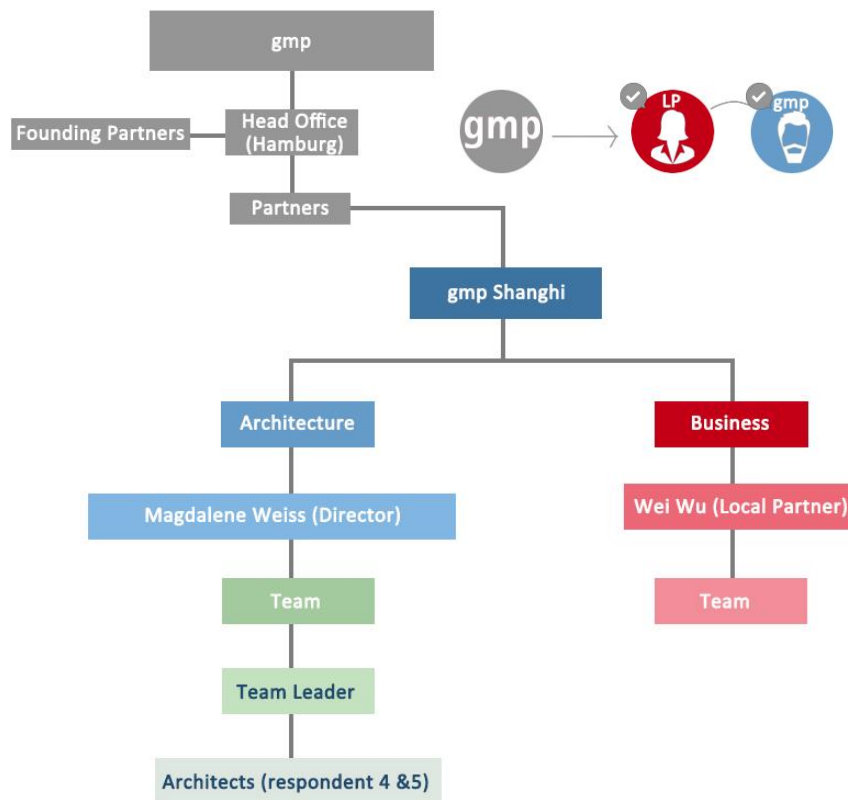 gmp
Founding Partners
Head Office
(Hamburg)
gmp
LP
gmp
Partners
gmp Shanghi
Architecture
Business
Magdalene Weiss (Director)
Wei Wu (Local Partner)
Team
Team
Team Leader
Architects (respondent 4 &5)